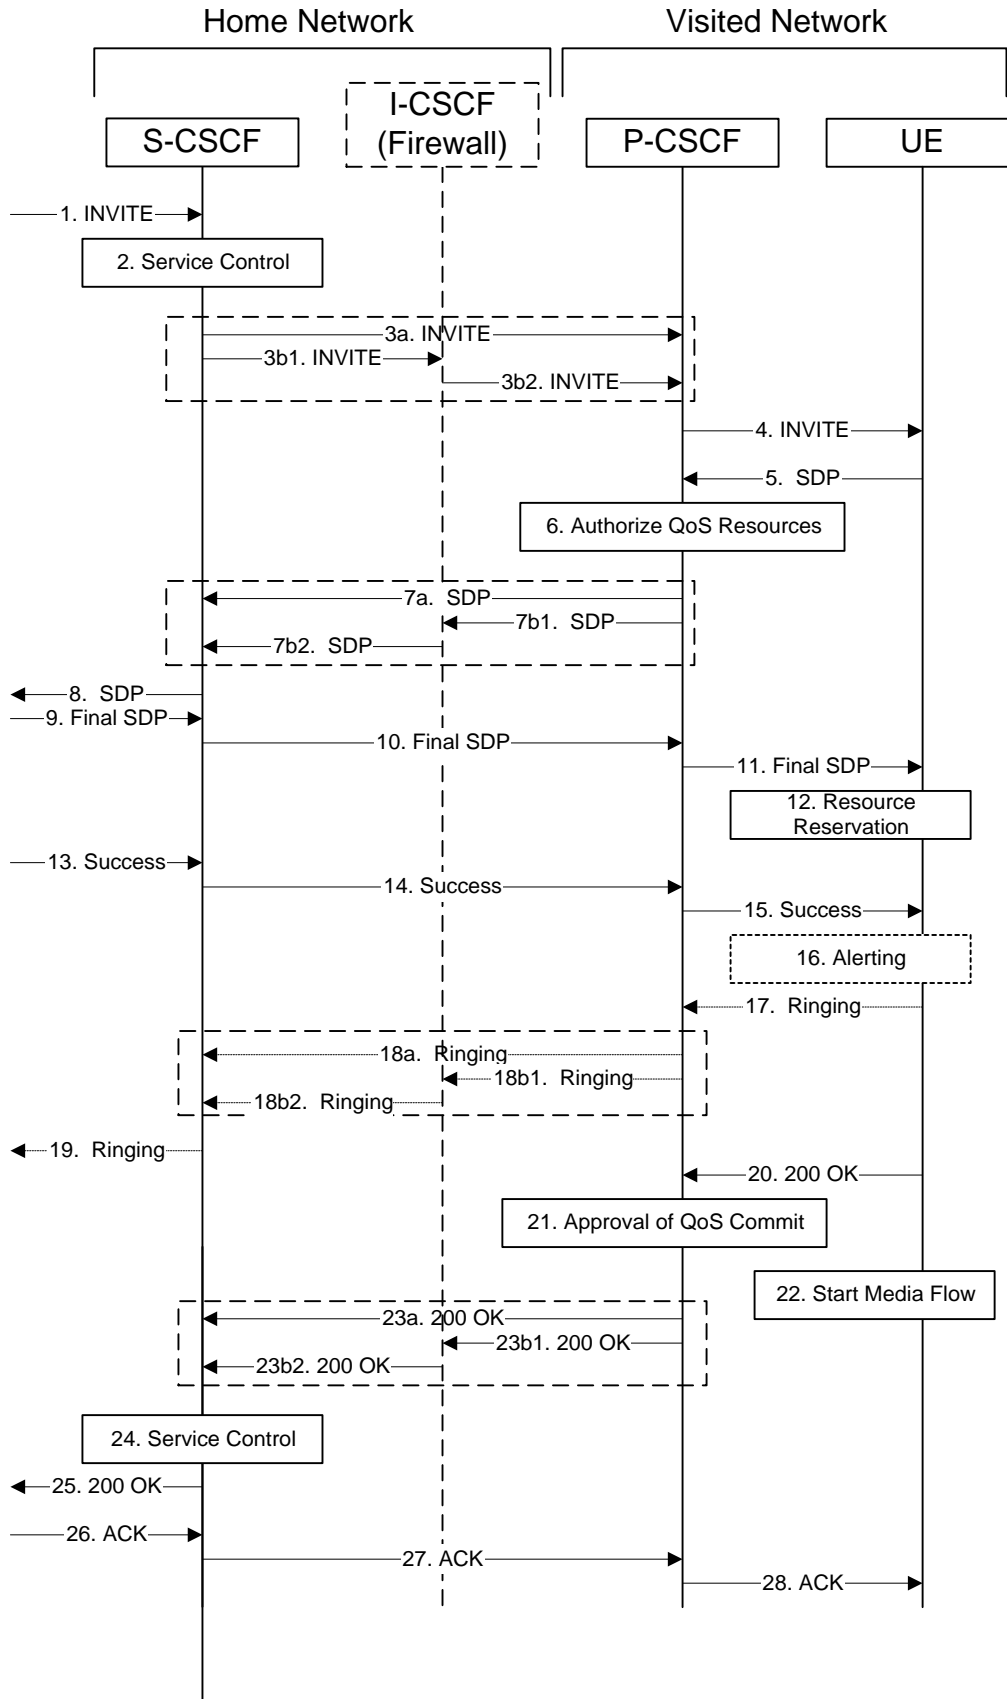 Home Network
Visited Network
I-CSCF
(Firewall)
S-CSCF
P-CSCF
UE
1. INVITE
2. Service Control
3a. INVITE
3b1. INVITE
3b2. INVITE
4. INVITE
5. SDP
6. Authorize QoS Resources
7a. SDP
7b1. SDP
7b2. SDP
8. SDP
9. Final SDP
10. Final SDP
11. Final SDP
12. Resource
Reservation
13. Success
14. Success
15. Success
16. Alerting
17. Ringing
18a. Ringing
18b1. Ringing
18b2. Ringing
19. Ringing
20. 200 OK
21. Approval of QoS Commit
22. Start Media Flow
23a. 200 OK
23b1. 200 OK
23b2. 200 OK
24. Service Control
25. 200 OK
26. ACK
27. ACK
28. ACK